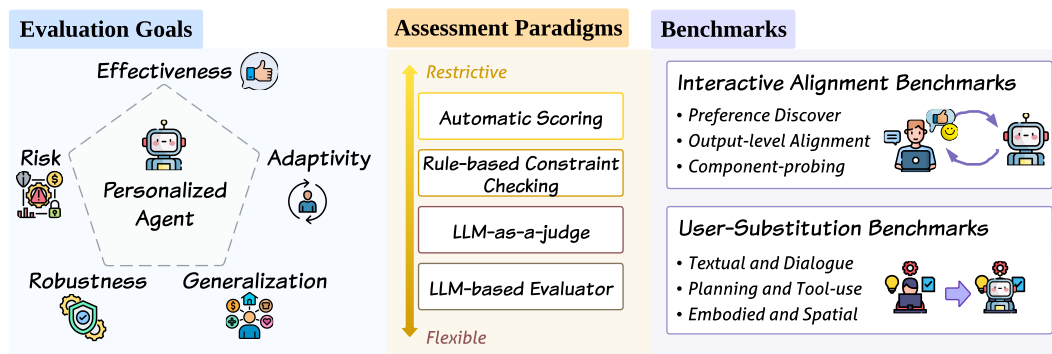 Evaluation Goals
Effectiveness
Risk
Adaptivity
Personalized
Agent
Robustness
Generalization
Assessment Paradigms
Restrictive
Automatic Scoring
Rule-based Constraint
Checking
LLM-as-a-judge
LLM-based Evaluator
Flexible
Benchmarks
Interactive Alignment Benchmarks
• Preference Discover
• Output-level Alignment
• Component-probing
User-Substitution Benchmarks
• Textual and Dialogue
• Planning and Tool-use
• Embodied and Spatial